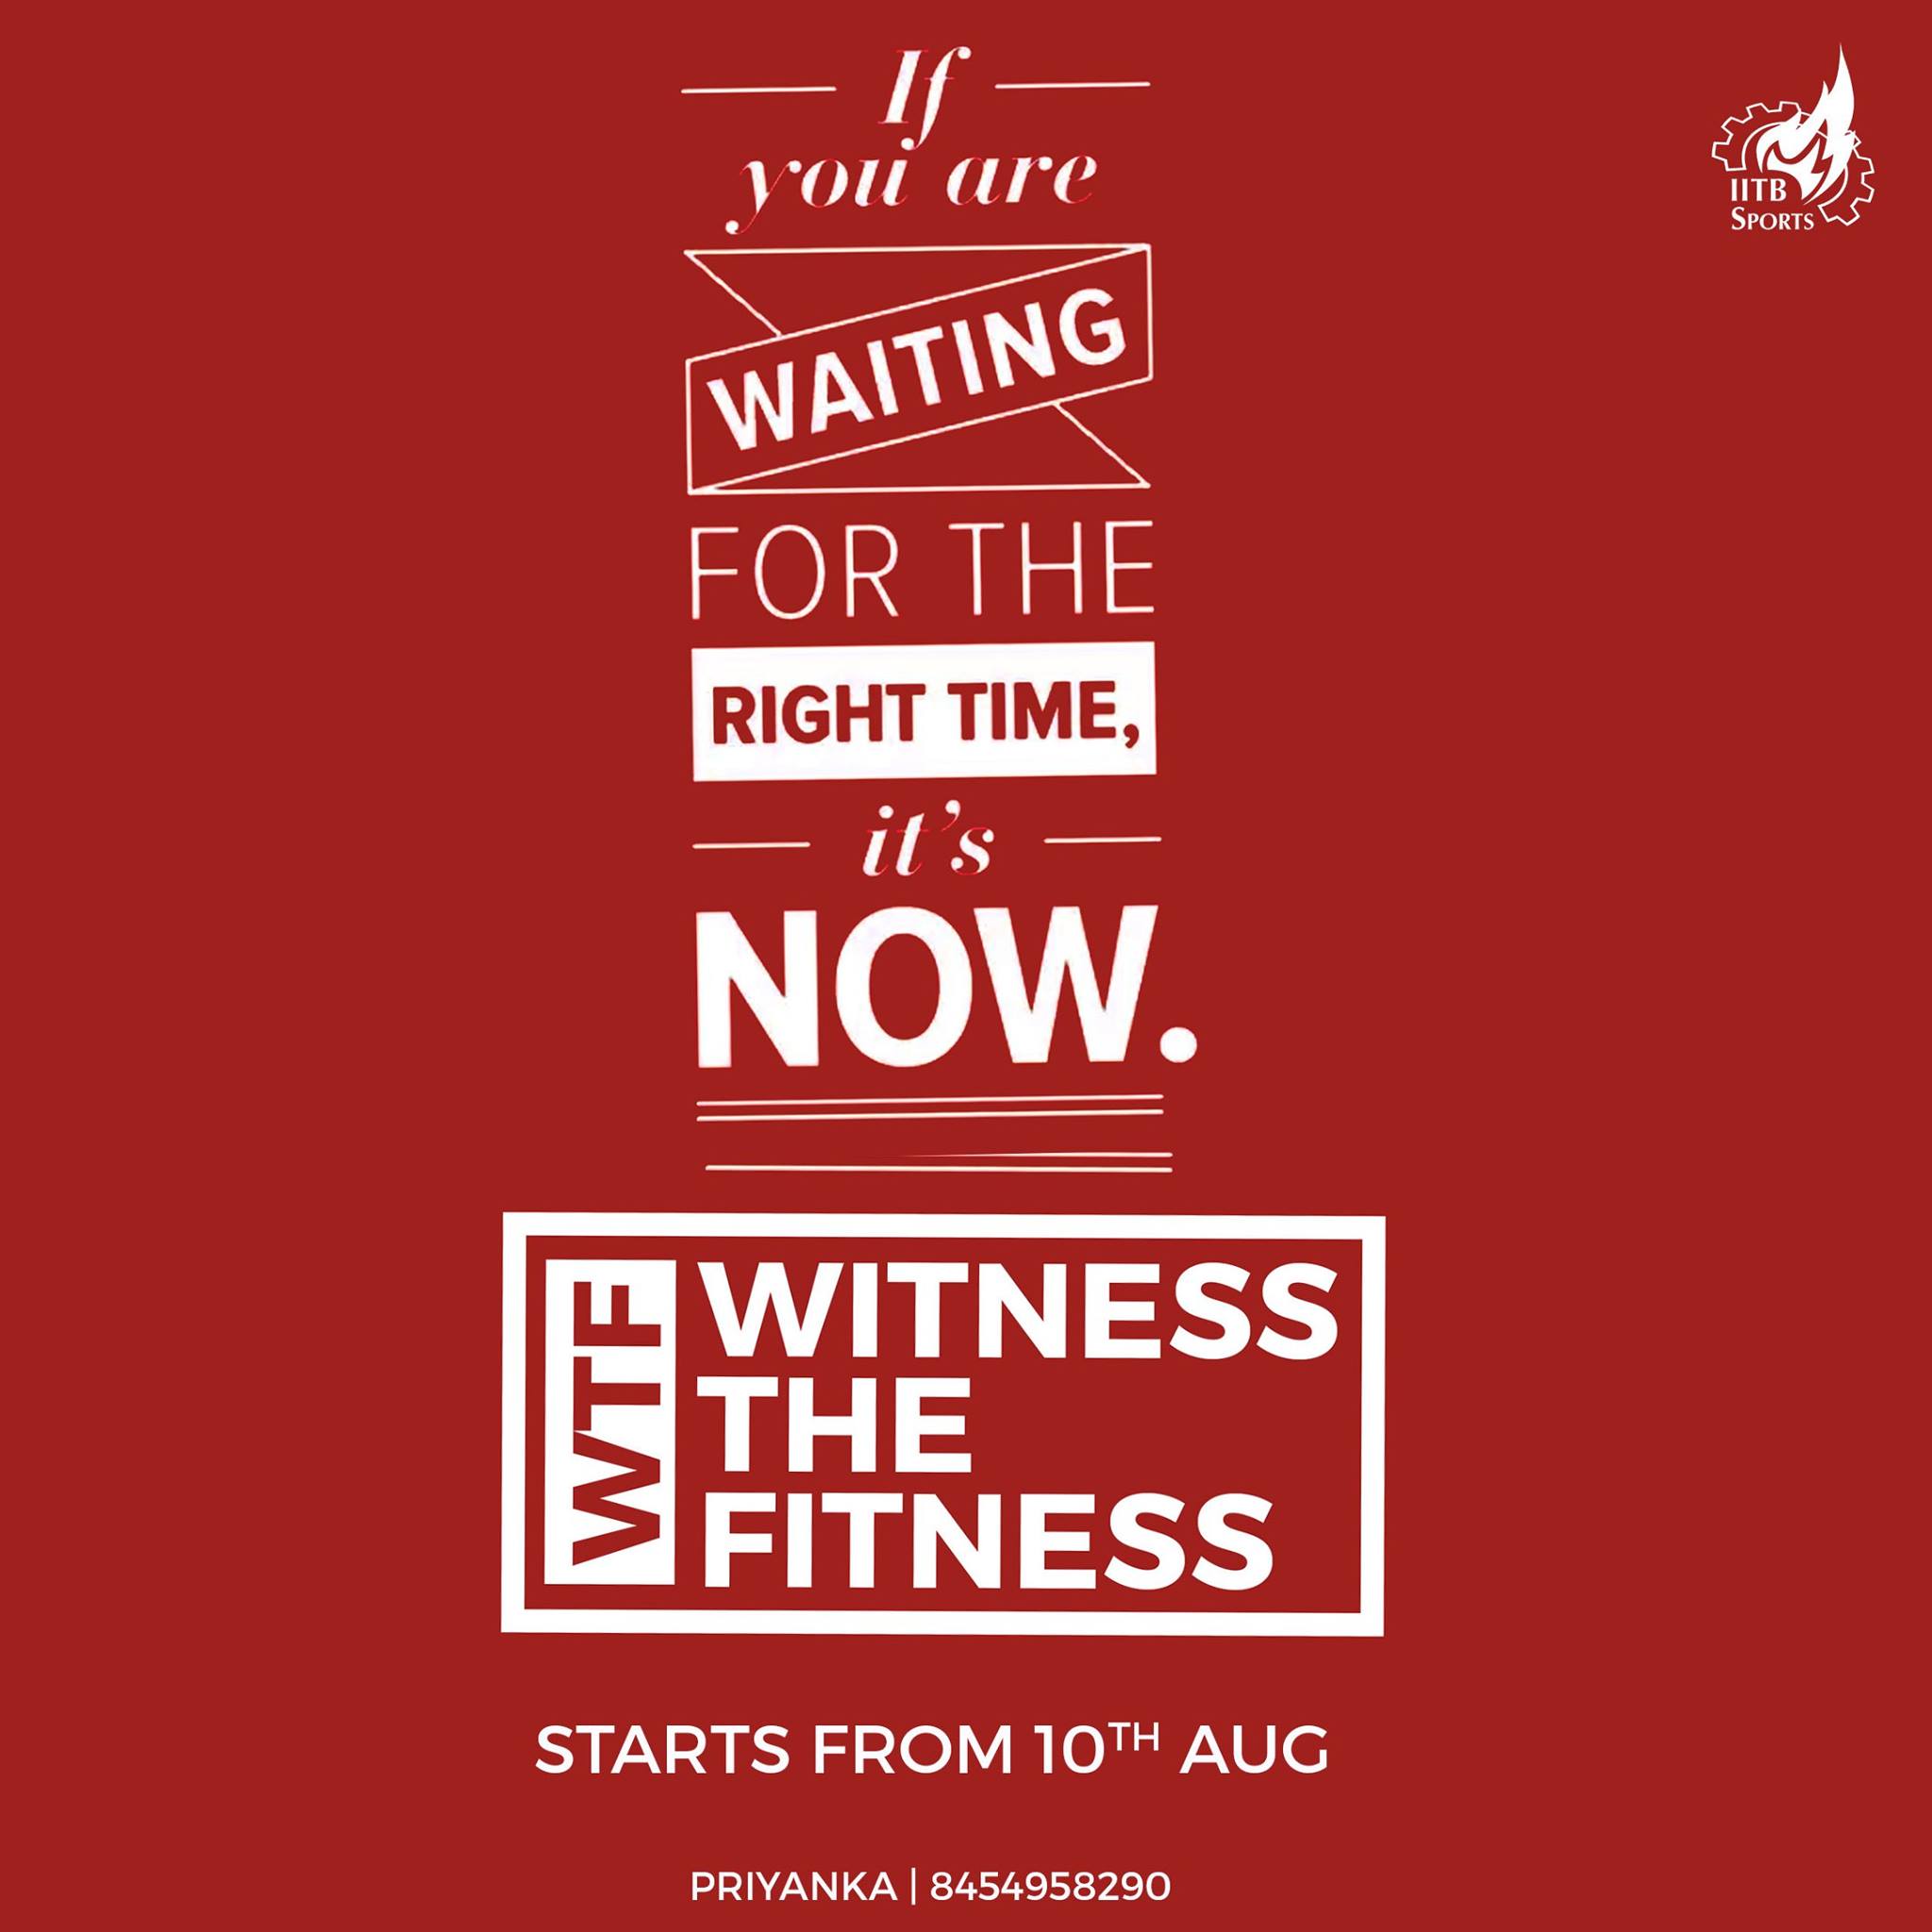 If
you are
WAITING
FOR THE
RIGHT TIME,
it's
NOW.
WTF
WITNESS
THE
FITNESS
STARTS FROM 10TH AUG
PRIYANKA | 8454958290
IITB
SPORTS